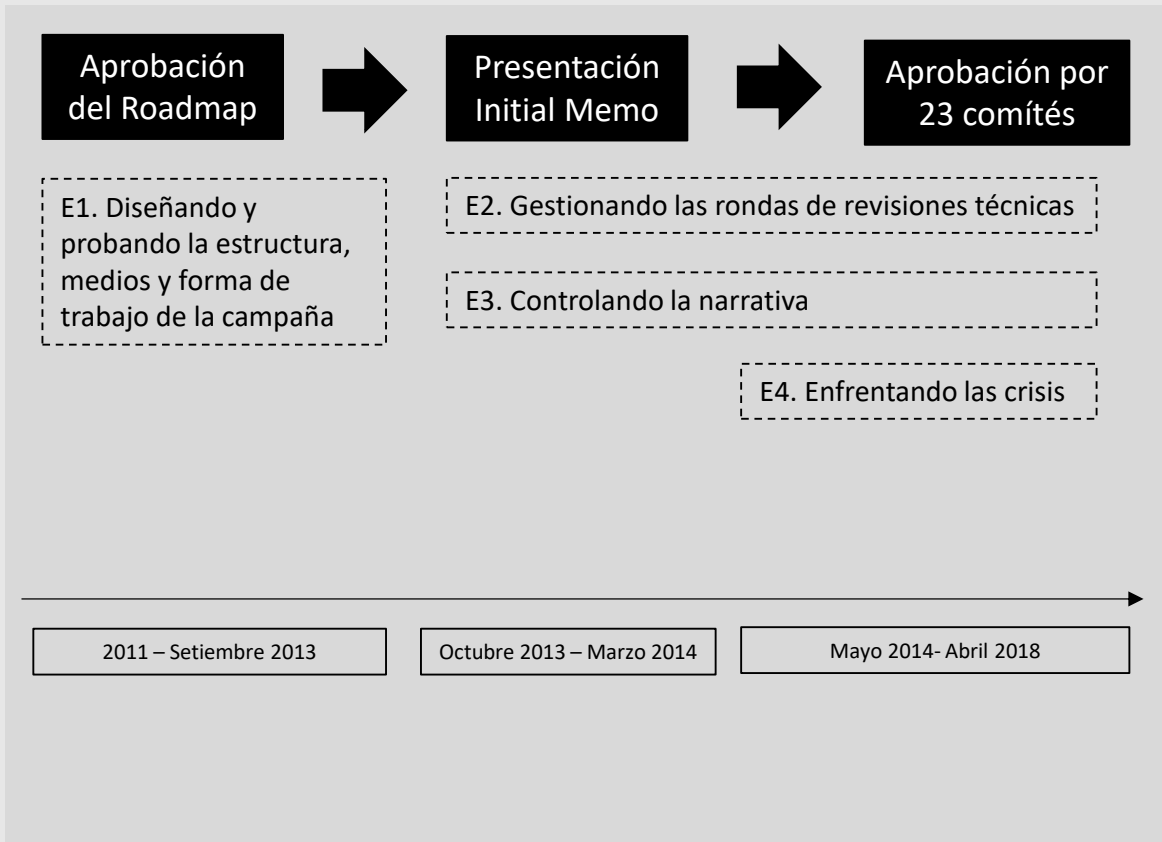 Aprobación
del Roadmap
Presentación
Initial Memo
Aprobación por
23 comítés
E1. Diseñando y
probando la estructura,
medios y forma de
trabajo de la campaña
E2. Gestionando las rondas de revisiones técnicas
E3. Controlando la narrativa
E4. Enfrentando las crisis
2011 – Setiembre 2013
Octubre 2013 – Marzo 2014
Mayo 2014- Abril 2018